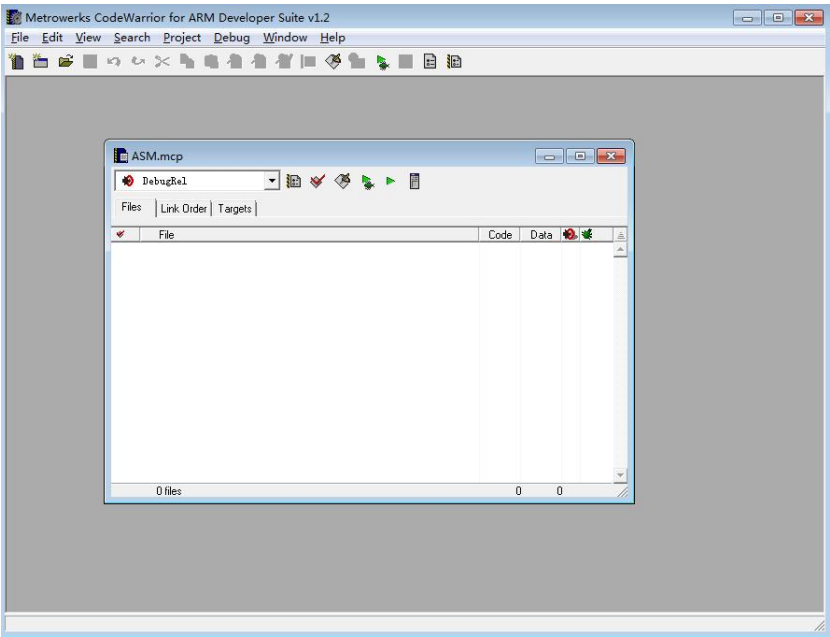 Metrowerks CodeWarrior for ARM Developer Suite v1.2
File Edit View Search Project Debug Window Help
ASM.mcp
DebugRel
Files Link Order Targets
File Code Data
0 files 0 0